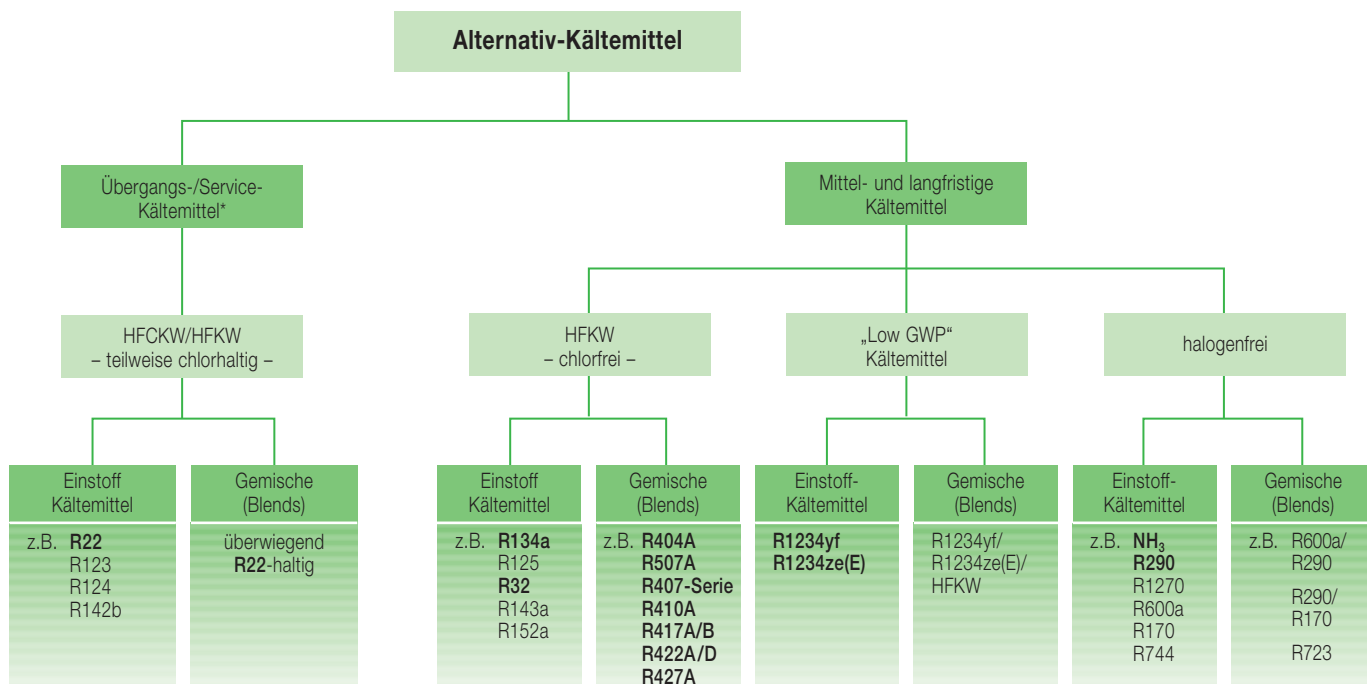 Alternativ-Kältemittel
Übergangs-/Service-
Kältemittel*
Mittel- und langfristige
Kältemittel
HFCKW/HFKW
– teilweise chlorhaltig –
HFKW
– chlorfrei –
„Low GWP“
Kältemittel
halogenfrei
Einstoff
Kältemittel
z.B. R22
R123
R124
R142b
Gemische
(Blends)
überwiegend
R22-haltig
Einstoff
Kältemittel
z.B. R134a
R125
R32
R143a
R152a
Gemische
(Blends)
z.B. R404A
R507A
R407-Serie
R410A
R417A/B
R422A/D
R427A
Einstoff-
Kältemittel
R1234yf
R1234ze(E)
Gemische
(Blends)
R1234yf/
R1234ze(E)/
HFKW
Einstoff-
Kältemittel
z.B. NH₃
R290
R1270
R600a
R170
R744
Gemische
(Blends)
z.B. R600a/
R290
R290/
R170
R723